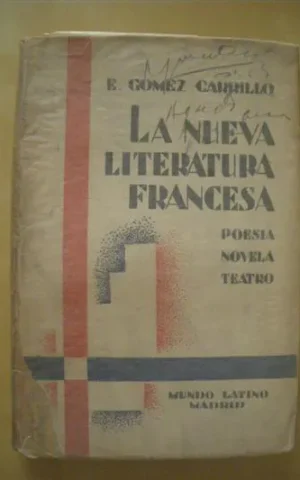 E. GOMEZ CARRILLO
LA NUEVA
LITERATURA
FRANCESA
POESIA
NOVELA
TEATRO
MUNDO LATINO
MADRID